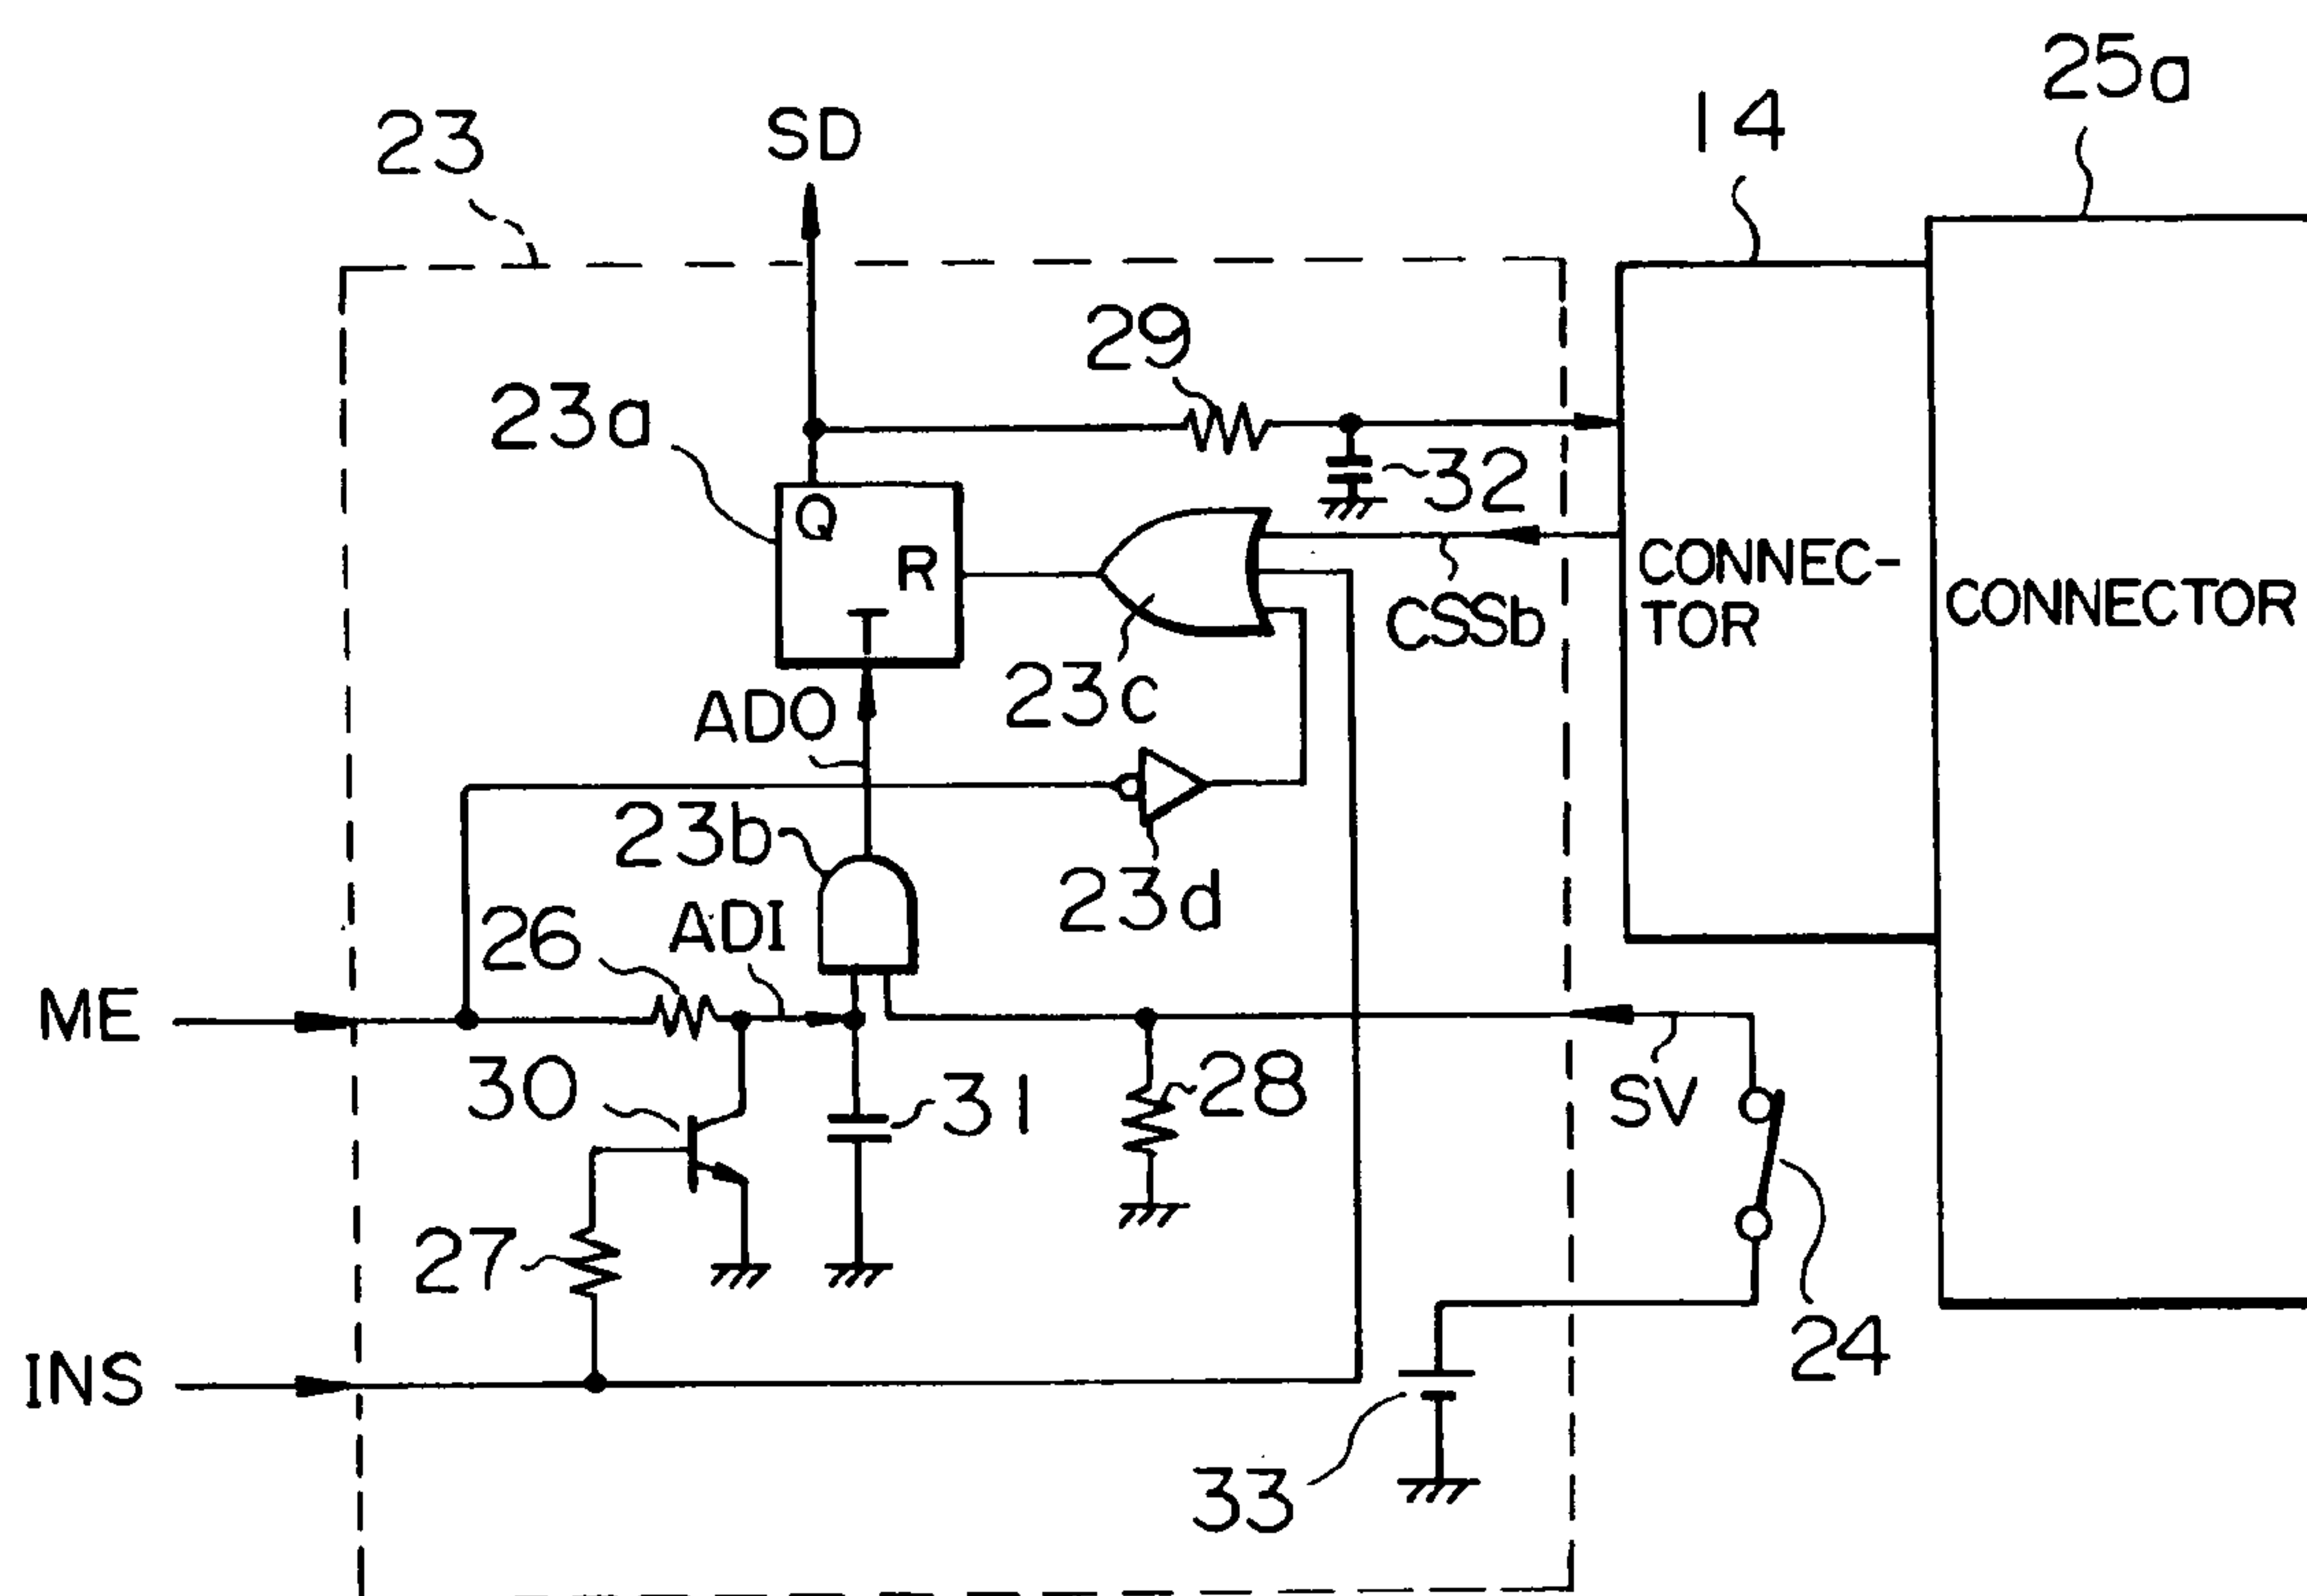 25a
14
23
SD
29
23a
32
Q
R
CONNEC-
TOR
CONNECTOR
T
CSSb
23c
ADO
23b
23d
26
ADI
ME
30
31
28
SV
27
24
INS
33